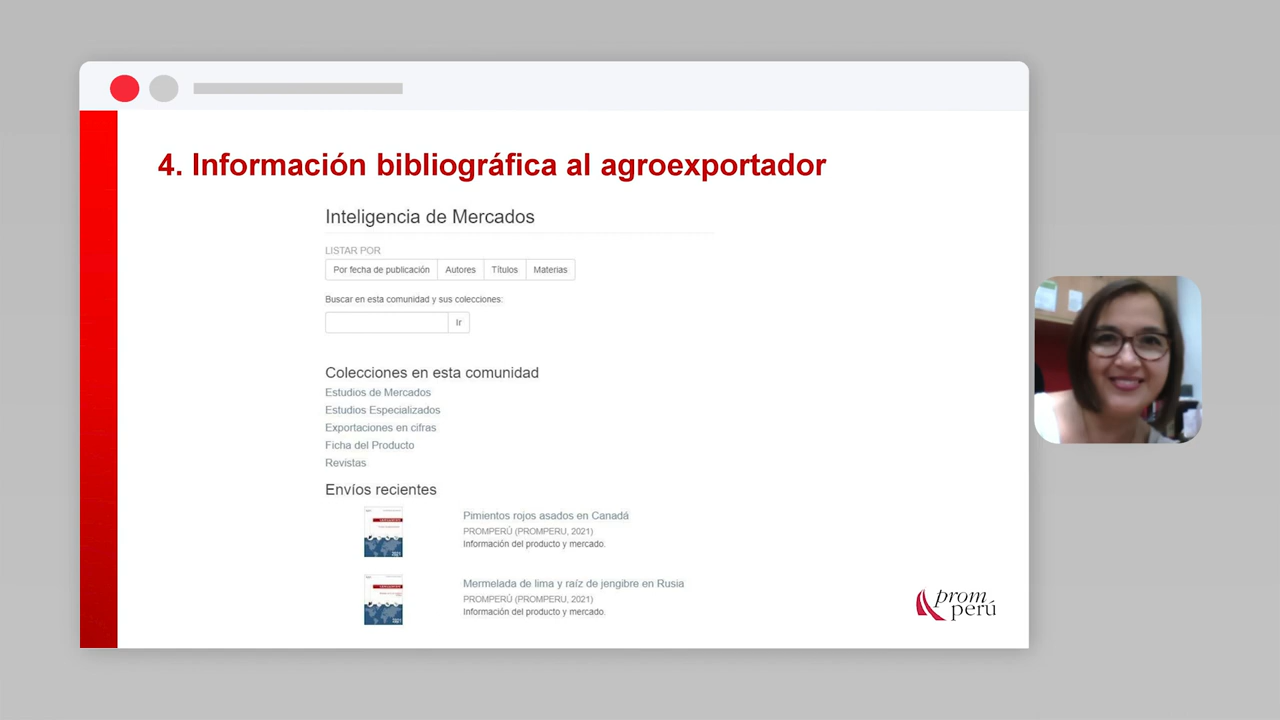 4. Información bibliográfica al agroexportador
Inteligencia de Mercados
LISTAR POR
Por fecha de publicación Autores Títulos Materias
Buscar en esta comunidad y sus colecciones:
Ir
Colecciones en esta comunidad
Estudios de Mercados
Estudios Especializados
Exportaciones en cifras
Ficha del Producto
Revistas
Envíos recientes
Pimientos rojos asados en Canadá
PROMPERÚ (PROMPERU, 2021)
Información del producto y mercado.
2021
Mermelada de lima y raíz de jengibre en Rusia
PROMPERÚ (PROMPERU, 2021)
Información del producto y mercado.
2021
prom
perú